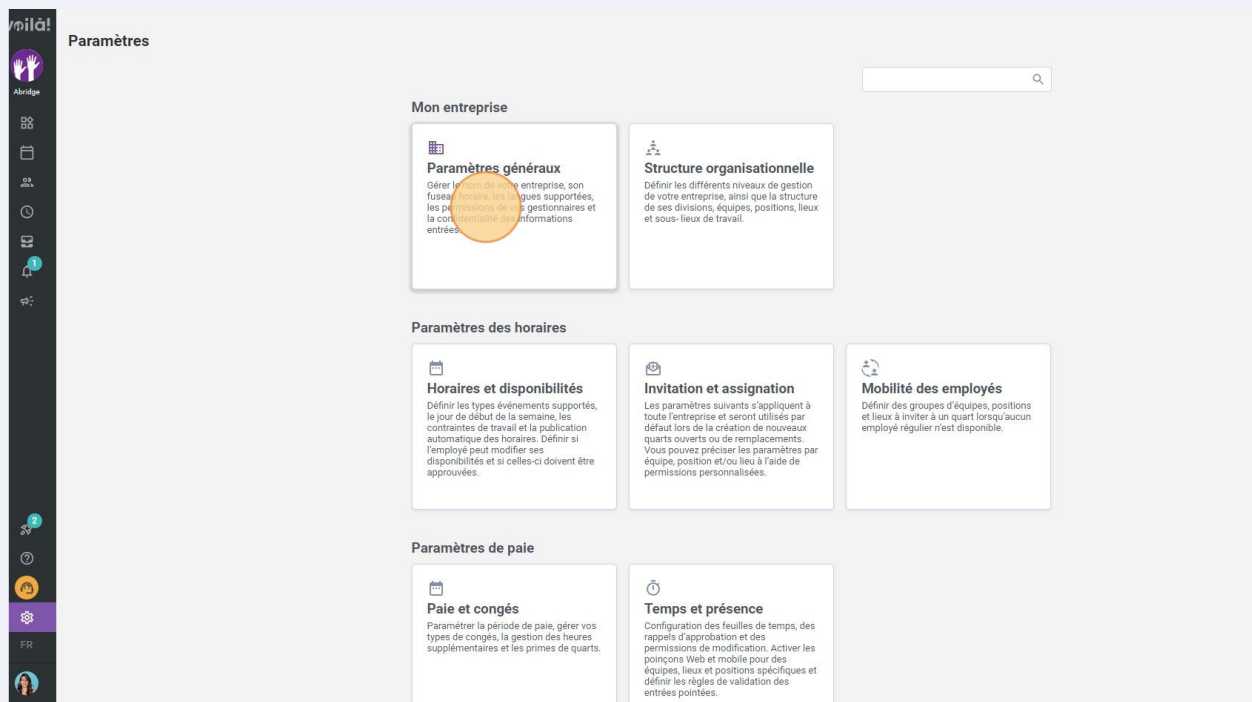 voilà!
Paramètres
Abridge
Mon entreprise
Paramètres généraux
Gérer le nom de votre entreprise, son
fuseau horaire, les langues supportées,
les permissions de vos gestionnaires et
la confidentialité des informations
entrées.
Structure organisationnelle
Définir les différents niveaux de gestion
de votre entreprise, ainsi que la structure
de ses divisions, équipes, positions, lieux
et sous- lieux de travail.
1
Paramètres des horaires
Horaires et disponibilités
Définir les types événements supportés,
le jour de début de la semaine, les
contraintes de travail et la publication
automatique des horaires. Définir si
l'employé peut modifier ses
disponibilités et si celles-ci doivent être
approuvées.
Invitation et assignation
Les paramètres suivants s'appliquent à
toute l'entreprise et seront utilisés par
défaut lors de la création de nouveaux
quarts ouverts ou de remplacements.
Vous pouvez préciser les paramètres par
équipe, position et/ou lieu à l'aide de
permissions personnalisées.
Mobilité des employés
Définir des groupes d'équipes, positions
et lieux à inviter à un quart lorsqu'aucun
employé régulier n'est disponible.
2
Paramètres de paie
Paie et congés
Paramétrer la période de paie, gérer vos
types de congés, la gestion des heures
supplémentaires et les primes de quarts.
Temps et présence
Configuration des feuilles de temps, des
rappels d'approbation et des
permissions de modification. Activer les
poinçons Web et mobile pour des
équipes, lieux et positions spécifiques et
définir les règles de validation des
entrées pointées.
FR